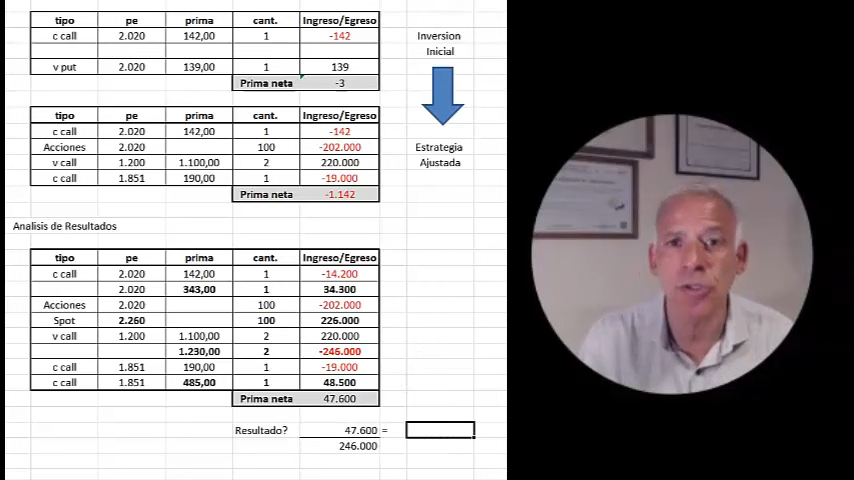 tipo pe prima cant. Ingreso/Egreso
c call 2.020 142,00 1 -142
v put 2.020 139,00 1 139
Prima neta -3
Inversion
Inicial
tipo pe prima cant. Ingreso/Egreso
c call 2.020 142,00 1 -142
Acciones 2.020 100 -202.000
v call 1.200 1.100,00 2 220.000
c call 1.851 190,00 1 -19.000
Prima neta -1.142
Estrategia
Ajustada
Analisis de Resultados
tipo pe prima cant. Ingreso/Egreso
c call 2.020 142,00 1 -14.200
2.020 343,00 1 34.300
Acciones 2.020 100 -202.000
Spot 2.260 100 226.000
v call 1.200 1.100,00 2 220.000
1.230,00 2 -246.000
c call 1.851 190,00 1 -19.000
c call 1.851 485,00 1 48.500
Prima neta 47.600
Resultado? 47.600 =
246.000